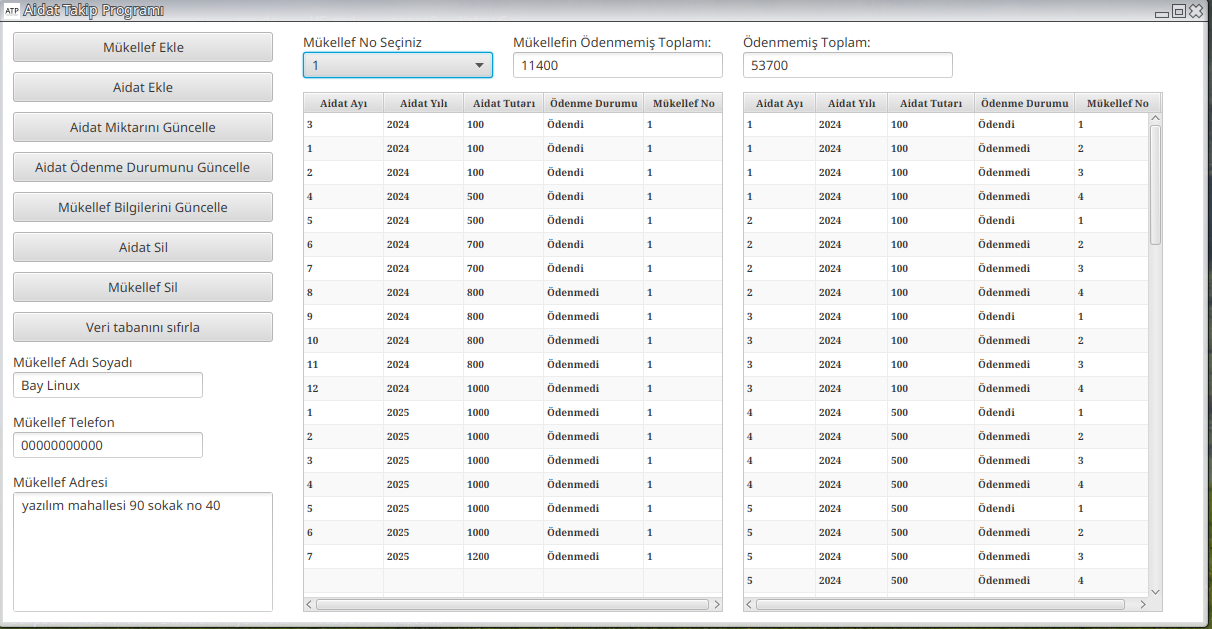 ATP Aidat Takip Programı
Mükellef Ekle
Aidat Ekle
Aidat Miktarını Güncelle
Aidat Ödenme Durumunu Güncelle
Mükellef Bilgilerini Güncelle
Aidat Sil
Mükellef Sil
Veri tabanını sıfırla
Mükellef Adı Soyadı
Bay Linux
Mükellef Telefon
00000000000
Mükellef Adresi
yazılım mahallesi 90 sokak no 40
Mükellef No Seçiniz
1
Mükellefin Ödenmemiş Toplamı:
11400
Ödenmemiş Toplam:
53700
Aidat Ayı Aidat Yılı Aidat Tutarı Ödenme Durumu Mükellef No
3 2024 100 Ödendi 1
1 2024 100 Ödendi 1
2 2024 100 Ödendi 1
4 2024 500 Ödendi 1
5 2024 500 Ödendi 1
6 2024 700 Ödendi 1
7 2024 700 Ödendi 1
8 2024 800 Ödenmedi 1
9 2024 800 Ödenmedi 1
10 2024 800 Ödenmedi 1
11 2024 800 Ödenmedi 1
12 2024 1000 Ödenmedi 1
1 2025 1000 Ödenmedi 1
2 2025 1000 Ödenmedi 1
3 2025 1000 Ödenmedi 1
4 2025 1000 Ödenmedi 1
5 2025 1000 Ödenmedi 1
6 2025 1000 Ödenmedi 1
7 2025 1200 Ödenmedi 1
Aidat Ayı Aidat Yılı Aidat Tutarı Ödenme Durumu Mükellef No
1 2024 100 Ödendi 1
1 2024 100 Ödenmedi 2
1 2024 100 Ödenmedi 3
1 2024 100 Ödenmedi 4
2 2024 100 Ödendi 1
2 2024 100 Ödenmedi 2
2 2024 100 Ödenmedi 3
2 2024 100 Ödenmedi 4
3 2024 100 Ödendi 1
3 2024 100 Ödenmedi 2
3 2024 100 Ödenmedi 3
3 2024 100 Ödenmedi 4
4 2024 500 Ödendi 1
4 2024 500 Ödenmedi 2
4 2024 500 Ödenmedi 3
4 2024 500 Ödenmedi 4
5 2024 500 Ödendi 1
5 2024 500 Ödenmedi 2
5 2024 500 Ödenmedi 3
5 2024 500 Ödenmedi 4